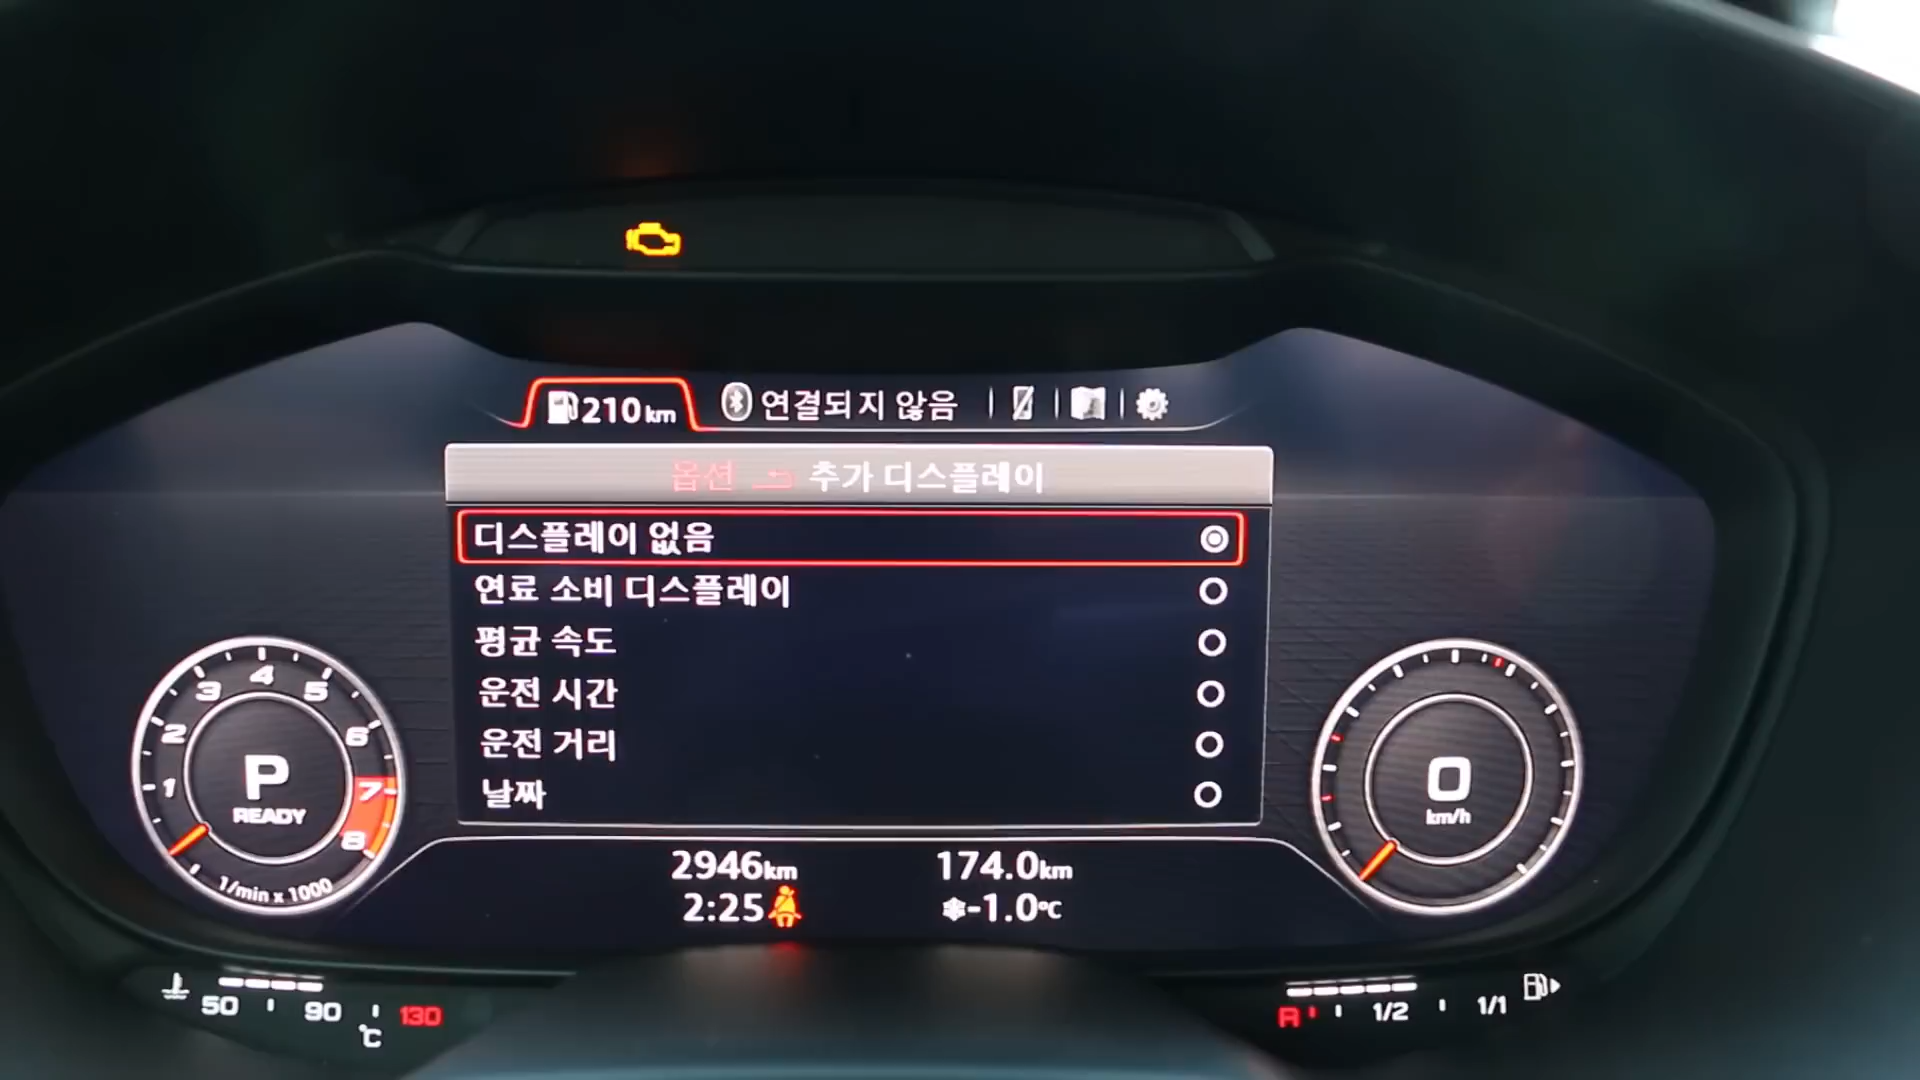 210 km 연결되지 않음
옵션 추가 디스플레이
디스플레이 없음
연료 소비 디스플레이
평균 속도
운전 시간
운전 거리
날짜
1 2 3 4 5 6 7 8
P
READY
1/min x 1000
0
km/h
2946km 174.0km
2:25 -1.0°C
50 90 130
°C
R 1/2 1/1